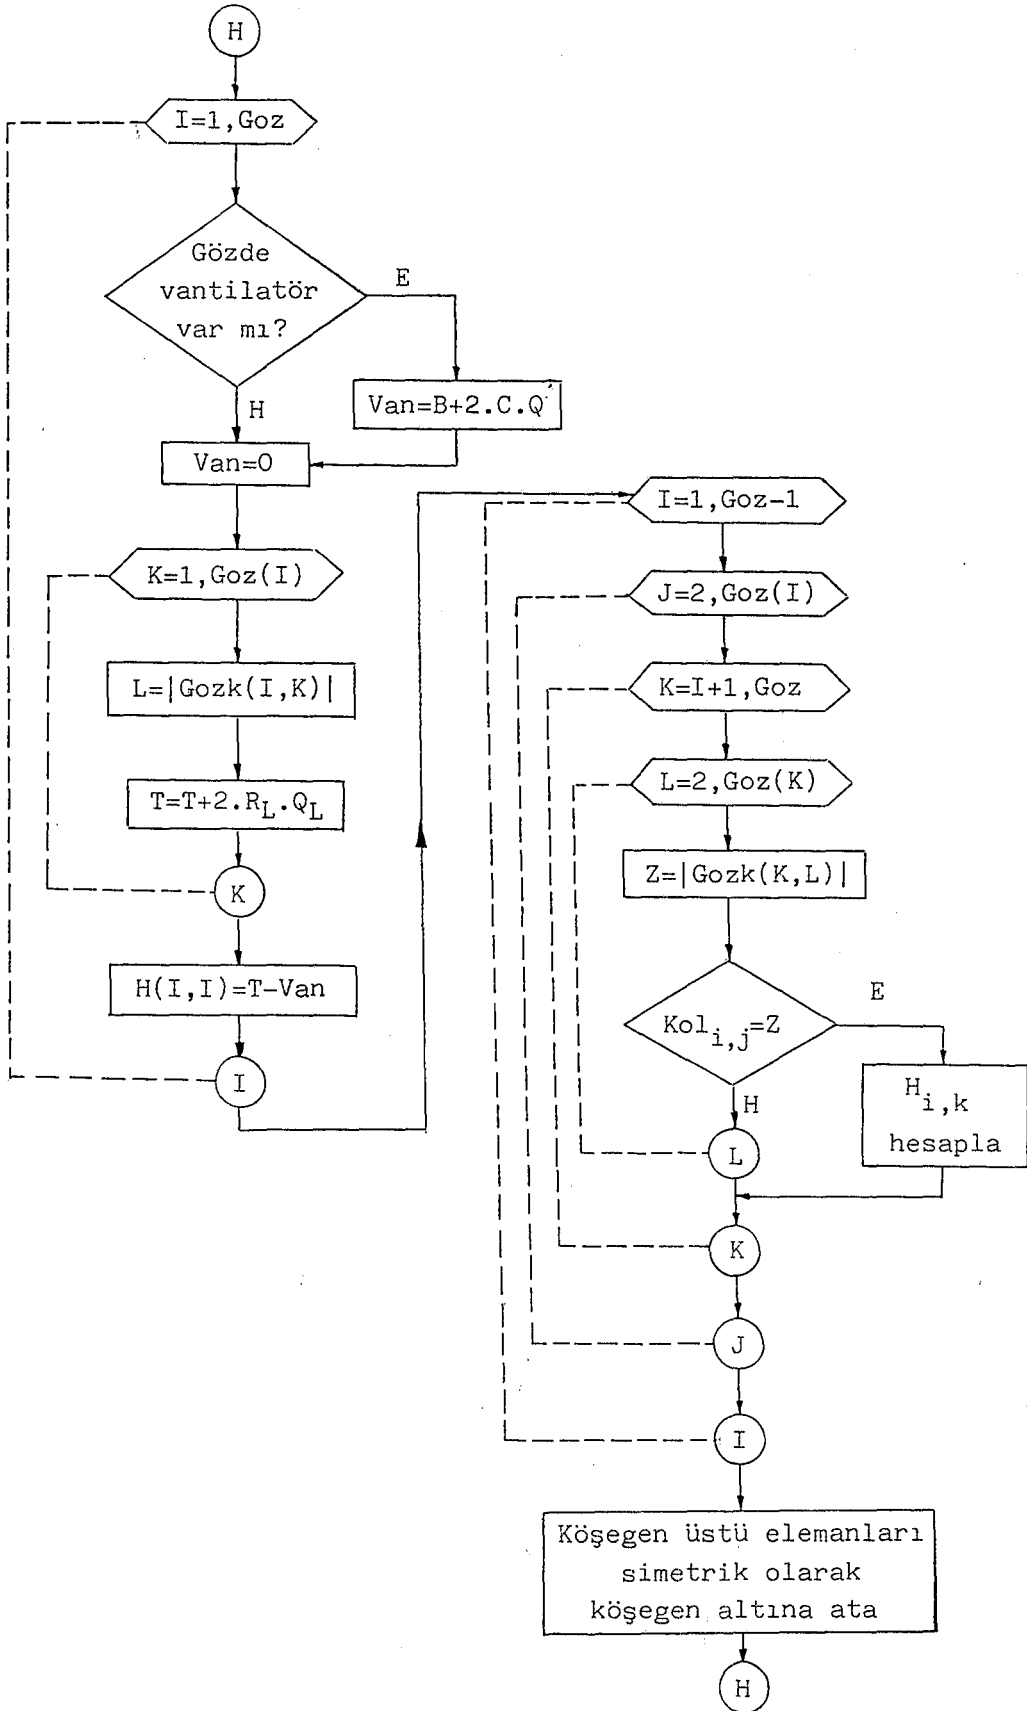 H
I=1,Goz
Gözde
vantilatör
var mı?
E
Van=B+2.C.Q
H
Van=0
K=1,Goz(I)
L=|Gozk(I,K)|
T=T+2.R_L.Q_L
K
H(I,I)=T-Van
I
I=1,Goz-1
J=2,Goz(I)
K=I+1,Goz
L=2,Goz(K)
Z=|Gozk(K,L)|
Kol_i,j=Z
E
H_i,k
hesapla
H
L
K
J
I
Köşegen üstü elemanları
simetrik olarak
köşegen altına ata
H